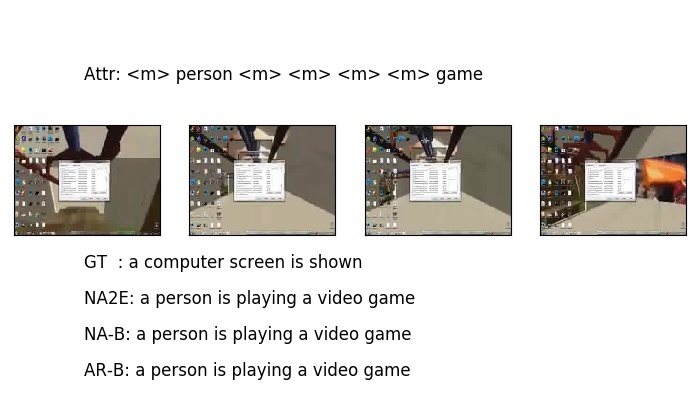 Attr: <m> person <m> <m> <m> <m> game
GT  : a computer screen is shown
NA2E: a person is playing a video game
NA-B: a person is playing a video game
AR-B: a person is playing a video game